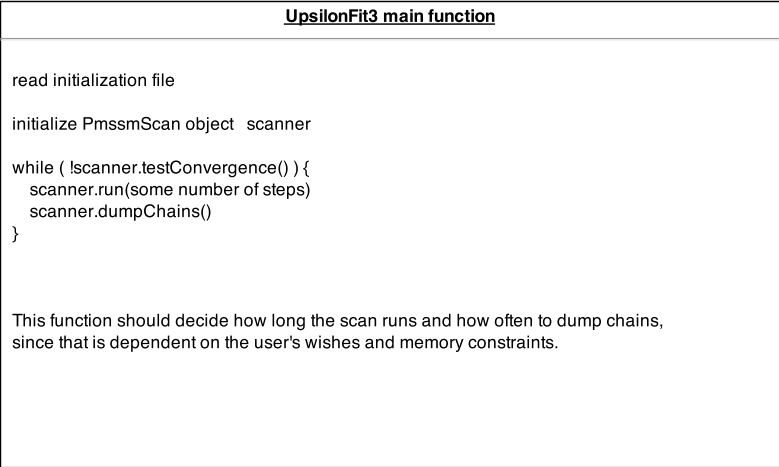 UpsilonFit3 main function
read initialization file
initialize PmssmScan object scanner
while ( !scanner.testConvergence() ) {
scanner.run(some number of steps)
scanner.dumpChains()
}
This function should decide how long the scan runs and how often to dump chains,
since that is dependent on the user's wishes and memory constraints.